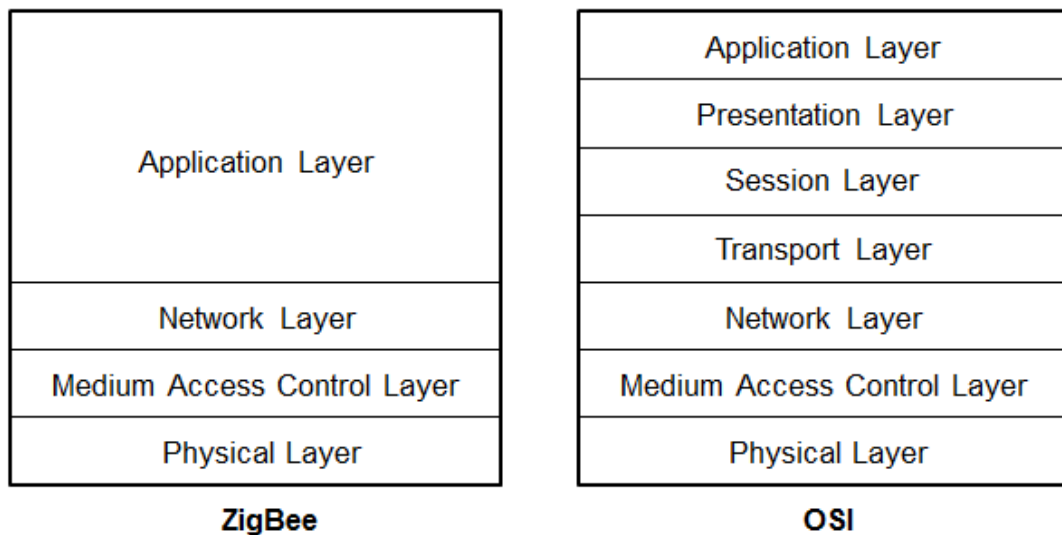 Application Layer
Network Layer
Medium Access Control Layer
Physical Layer
ZigBee
Application Layer
Presentation Layer
Session Layer
Transport Layer
Network Layer
Medium Access Control Layer
Physical Layer
OSI